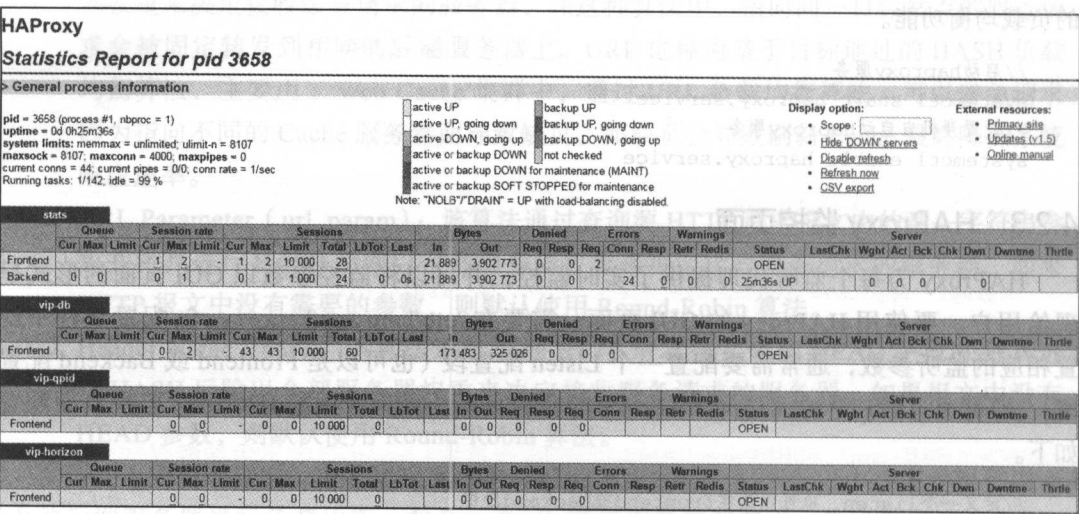 的负载均衡功能。
HAProxy
Statistics Report for pid 3658
> General process information
pid = 3658 (process #1, nbproc = 1)
uptime = 0d 0h25m36s
system limits: memmax = unlimited; ulimit-n = 8107
maxsock = 8107; maxconn = 4000; maxpipes = 0
current conns = 44; current pipes = 0/0; conn rate = 1/sec
Running tasks: 1/142; idle = 99 %
active UP backup UP
active UP, going down backup UP, going down
active DOWN, going up backup DOWN, going up
active or backup DOWN not checked
active or backup DOWN for maintenance (MAINT)
active or backup SOFT STOPPED for maintenance
Note: "NOLB"/"DRAIN" = UP with load-balancing disabled.
Display option:
• Scope :
• Hide 'DOWN' servers
• Disable refresh
• Refresh now
• CSV export
External resources:
• Primary site
• Updates (v1.5)
• Online manual
stats
Queue Session rate Sessions Bytes Denied Errors Warnings Server
Cur Max Limit Cur Max Limit Cur Max Limit Total LbTot Last In Out Req Resp Req Conn Resp Retr Redis Status LastChk Wght Act Bck Chk Dwn Dwntme Thrtle
Frontend 1 2 - 1 2 10 000 28 21 889 3 902 773 0 0 2 OPEN
Backend 0 0 0 1 0 1 1.000 24 0 0s 21 889 3 902 773 0 0 24 0 0 0 25m36s UP 0 0 0 0
vip-db
Queue Session rate Sessions Bytes Denied Errors Warnings Server
Cur Max Limit Cur Max Limit Cur Max Limit Total LbTot Last In Out Req Resp Req Conn Resp Retr Redis Status LastChk Wght Act Bck Chk Dwn Dwntme Thrtle
Frontend 0 2 - 43 43 10 000 60 173 483 325 026 0 0 0 OPEN
vip-qpid
Queue Session rate Sessions Bytes Denied Errors Warnings Server
Cur Max Limit Cur Max Limit Cur Max Limit Total LbTot Last In Out Req Resp Req Conn Resp Retr Redis Status LastChk Wght Act Bck Chk Dwn Dwntme Thrtle
Frontend 0 0 - 0 0 10 000 0 0 0 0 0 0 OPEN
vip-horizon
Queue Session rate Sessions Bytes Denied Errors Warnings Server
Cur Max Limit Cur Max Limit Cur Max Limit Total LbTot Last In Out Req Resp Req Conn Resp Retr Redis Status LastChk Wght Act Bck Chk Dwn Dwntme Thrtle
Frontend 0 0 - 0 0 10 000 0 0 0 0 0 0 OPEN